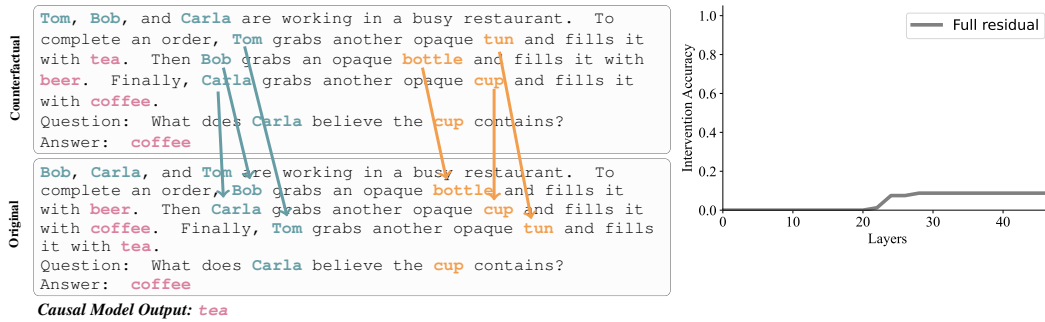 Counterfactual
Tom, Bob, and Carla are working in a busy restaurant. To
complete an order, Tom grabs another opaque tun and fills it
with tea. Then Bob grabs an opaque bottle and fills it with
beer. Finally, Carla grabs another opaque cup and fills it
with coffee.
Question: What does Carla believe the cup contains?
Answer: coffee
Original
Bob, Carla, and Tom are working in a busy restaurant. To
complete an order, Bob grabs an opaque bottle and fills it
with beer. Then Carla grabs another opaque cup and fills it
with coffee. Finally, Tom grabs another opaque tun and fills
it with tea.
Question: What does Carla believe the cup contains?
Answer: coffee
Causal Model Output: tea
Full residual
Intervention Accuracy
1.0
0.8
0.6
0.4
0.2
0.0
0 10 20 30 40
Layers